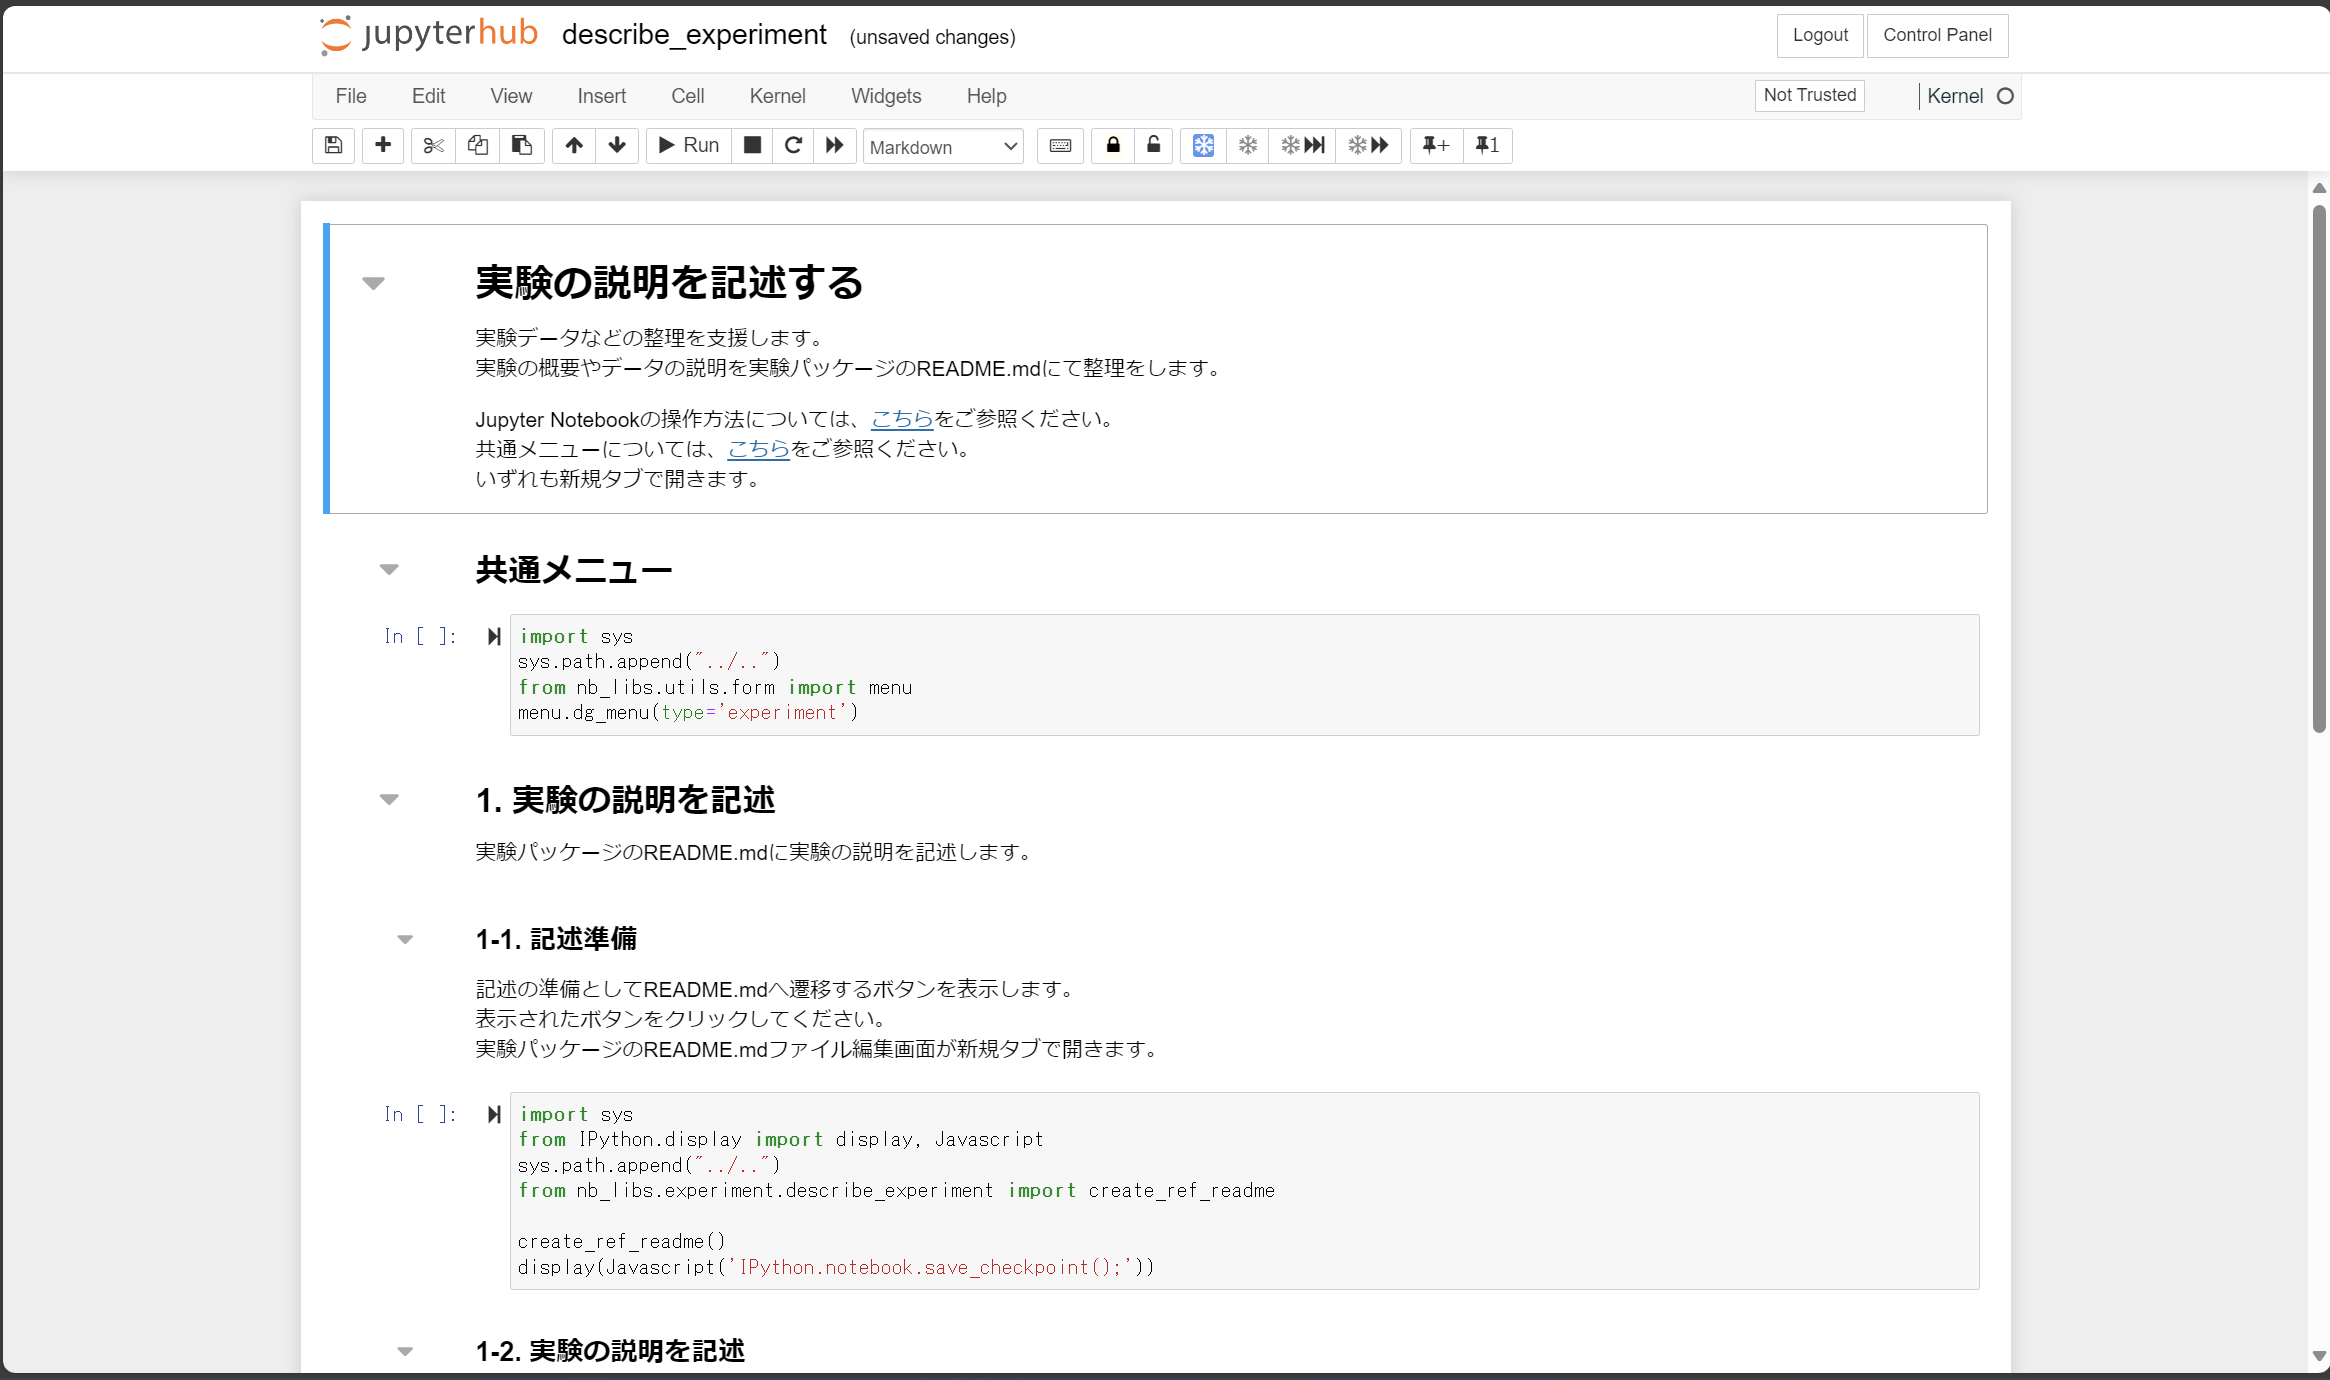 jupyterhub describe_experiment (unsaved changes) Logout Control Panel
File Edit View Insert Cell Kernel Widgets Help Not Trusted Kernel
Run Markdown + 1
実験の説明を記述する
実験データなどの整理を支援します。
実験の概要やデータの説明を実験パッケージのREADME.mdにて整理をします。
Jupyter Notebookの操作方法については、こちらをご参照ください。
共通メニューについては、こちらをご参照ください。
いずれも新規タブで開きます。
共通メニュー
In [ ]: import sys
sys.path.append("../..")
from nb_libs.utils.form import menu
menu.dg_menu(type='experiment')
1. 実験の説明を記述
実験パッケージのREADME.mdに実験の説明を記述します。
1-1. 記述準備
記述の準備としてREADME.mdへ遷移するボタンを表示します。
表示されたボタンをクリックしてください。
実験パッケージのREADME.mdファイル編集画面が新規タブで開きます。
In [ ]: import sys
from IPython.display import display, Javascript
sys.path.append("../..")
from nb_libs.experiment.describe_experiment import create_ref_readme
create_ref_readme()
display(Javascript('IPython.notebook.save_checkpoint();'))
1-2. 実験の説明を記述